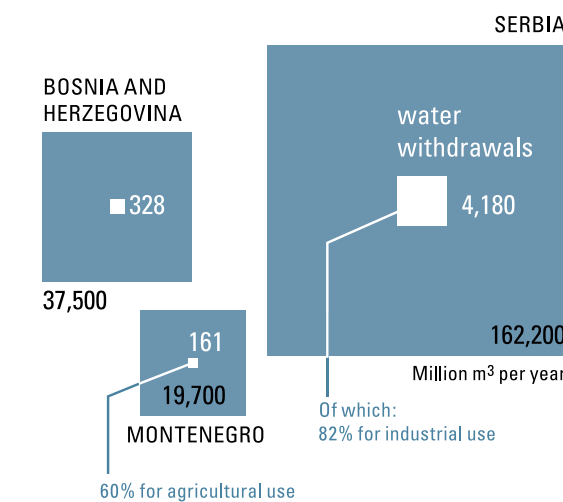 SERBIA
BOSNIA AND
HERZEGOVINA
water
withdrawals
328
4,180
37,500
161
162,200
19,700
Million m³ per year
MONTENEGRO
Of which:
82% for industrial use
60% for agricultural use